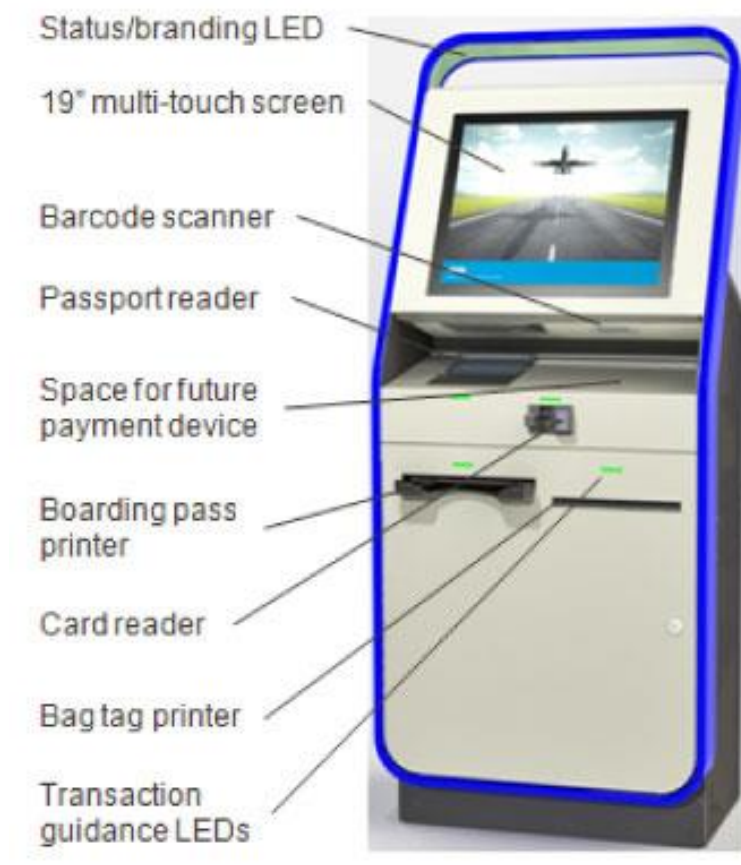 Status/branding LED
19" multi-touch screen
Barcode scanner
Passport reader
Space for future
payment device
Boarding pass
printer
Card reader
Bag tag printer
Transaction
guidance LEDs